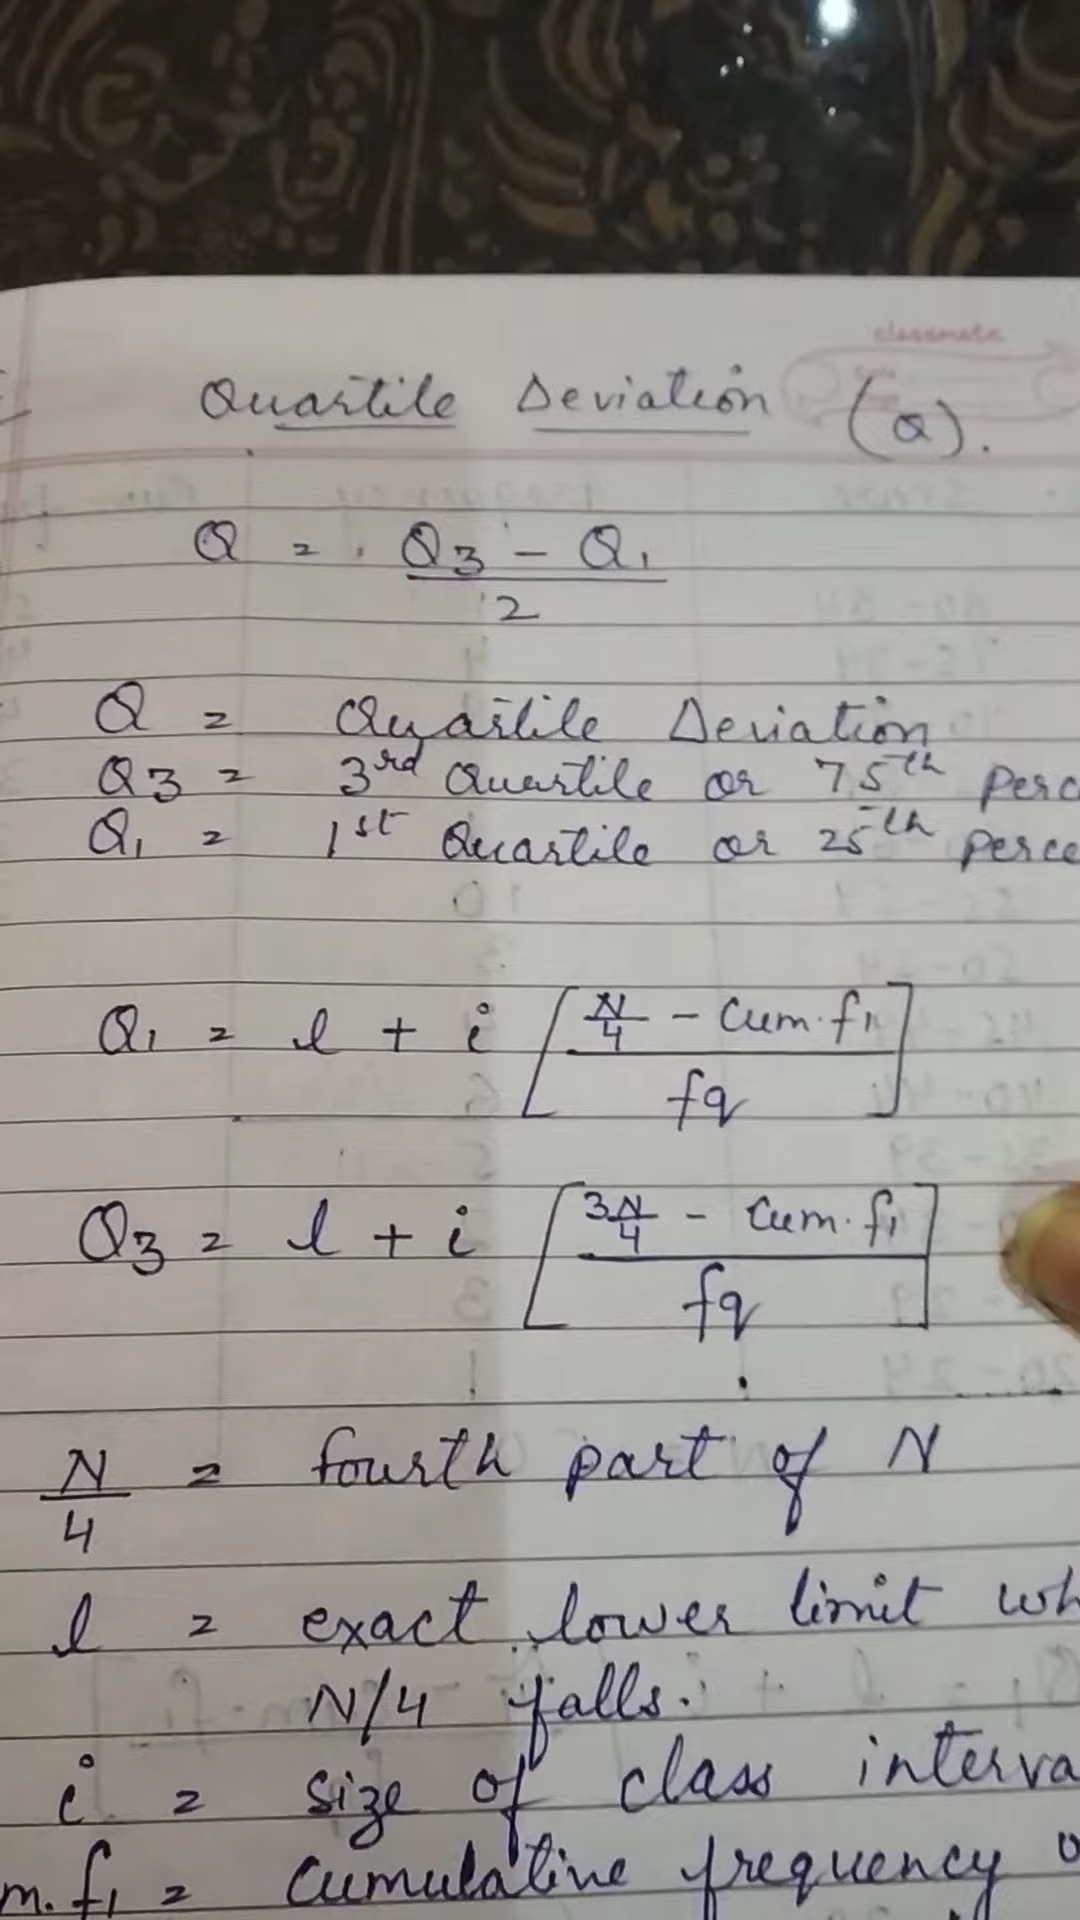 classmate
Quartile Deviation (Q).
Q = Q3 - Q1
2
Q = Quartile Deviation
Q3 = 3rd Quartile or 75th perc
Q1 = 1st Quartile or 25th perce
Q1 = l + i [N/4 - Cum.f1
fq]
Q3 = l + i [3N/4 - Cum.f1
fq]
N/4 = fourth part of N
l = exact lower limit wh
N/4 falls.
i = size of class interva
m.f1 = Cumulative frequency o